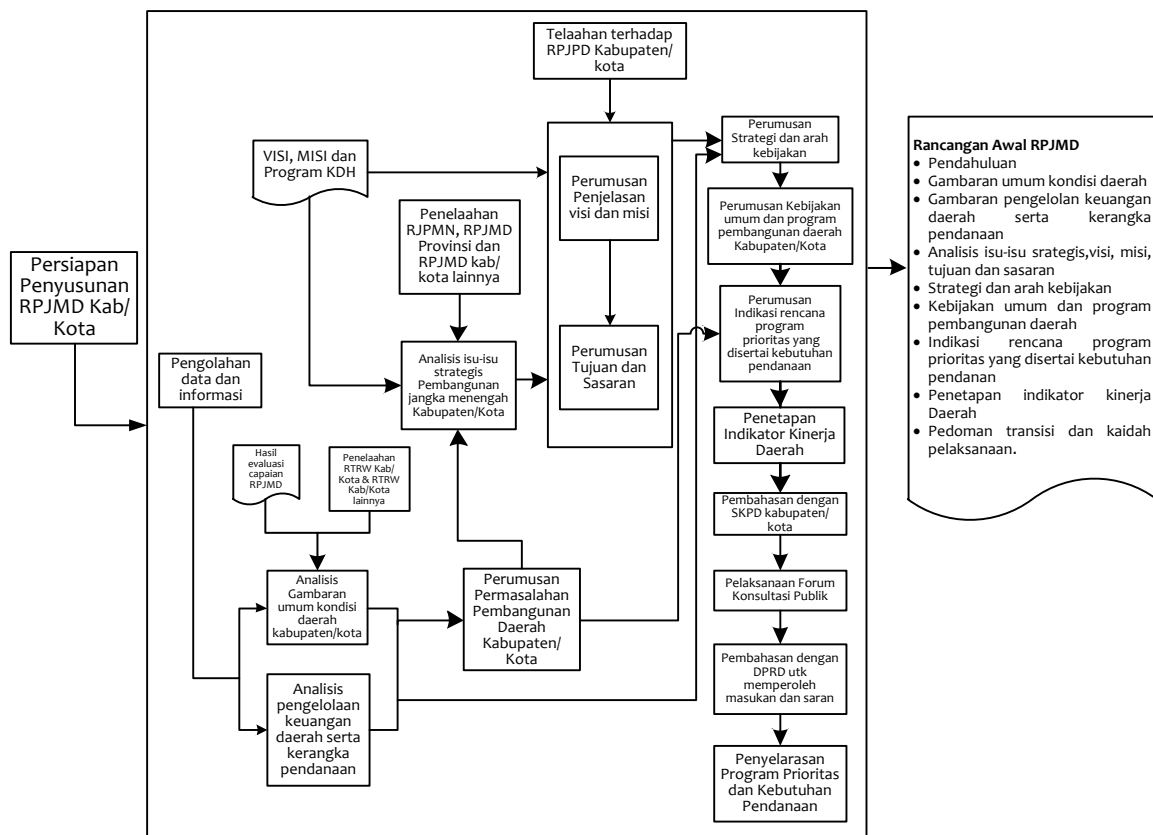 Persiapan
Penyusunan
RPJMD Kab/
Kota
Telaahan terhadap
RPJPD Kabupaten/
kota
VISI, MISI dan
Program KDH
Penelaahan
RJPMN, RPJMD
Provinsi dan
RPJMD kab/
kota lainnya
Perumusan
Penjelasan
visi dan misi
Perumusan
Tujuan dan
Sasaran
Analisis isu-isu
strategis
Pembangunan
jangka menengah
Kabupaten/Kota
Pengolahan
data dan
informasi
Hasil
evaluasi
capaian
RPJMD
Penelaahan
RTRW Kab/
Kota & RTRW
Kab/Kota
lainnya
Analisis
Gambaran
umum kondisi
daerah
kabupaten/kota
Analisis
pengelolaan
keuangan
daerah serta
kerangka
pendanaan
Perumusan
Permasalahan
Pembangunan
Daerah
Kabupaten/
Kota
Perumusan
Strategi dan arah
kebijakan
Perumusan Kebijakan
umum dan program
pembangunan daerah
Kabupaten/Kota
Perumusan
Indikasi rencana
program
prioritas yang
disertai kebutuhan
pendanaan
Penetapan
Indikator Kinerja
Daerah
Pembahasan dengan
SKPD kabupaten/
kota
Pelaksanaan Forum
Konsultasi Publik
Pembahasan dengan
DPRD utk
memperoleh
masukan dan saran
Penyelarasan
Program Prioritas
dan Kebutuhan
Pendanaan
Rancangan Awal RPJMD
• Pendahuluan
• Gambaran umum kondisi daerah
• Gambaran pengelolan keuangan
daerah serta kerangka
pendanaan
• Analisis isu-isu srategis,visi, misi,
tujuan dan sasaran
• Strategi dan arah kebijakan
• Kebijakan umum dan program
pembangunan daerah
• Indikasi rencana program
prioritas yang disertai kebutuhan
pendanan
• Penetapan indikator kinerja
Daerah
• Pedoman transisi dan kaidah
pelaksanaan.